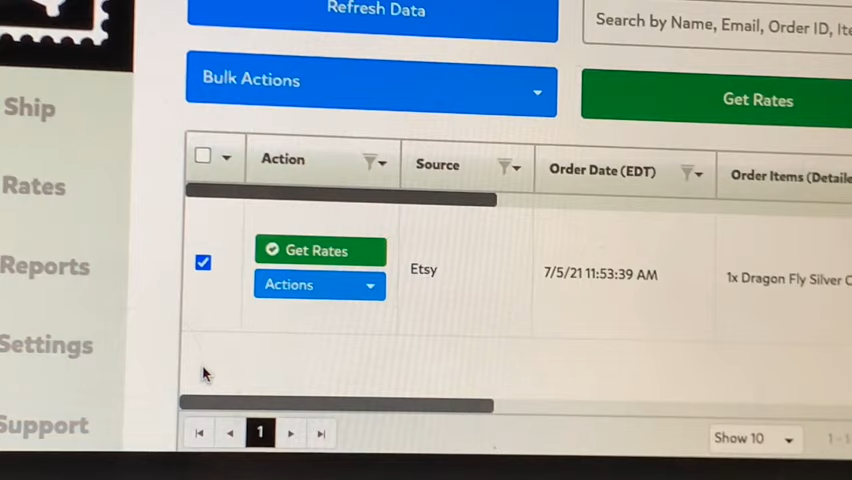 Refresh Data
Search by Name, Email, Order ID,
Bulk Actions
Get Rates
Ship
Rates
Reports
Settings
Support
Action
Source
Order Date (EDT)
Order Items
Get Rates
Actions
Etsy
7/5/21 11:53:39 AM
1x Dragon Fly Silver
1
Show 10